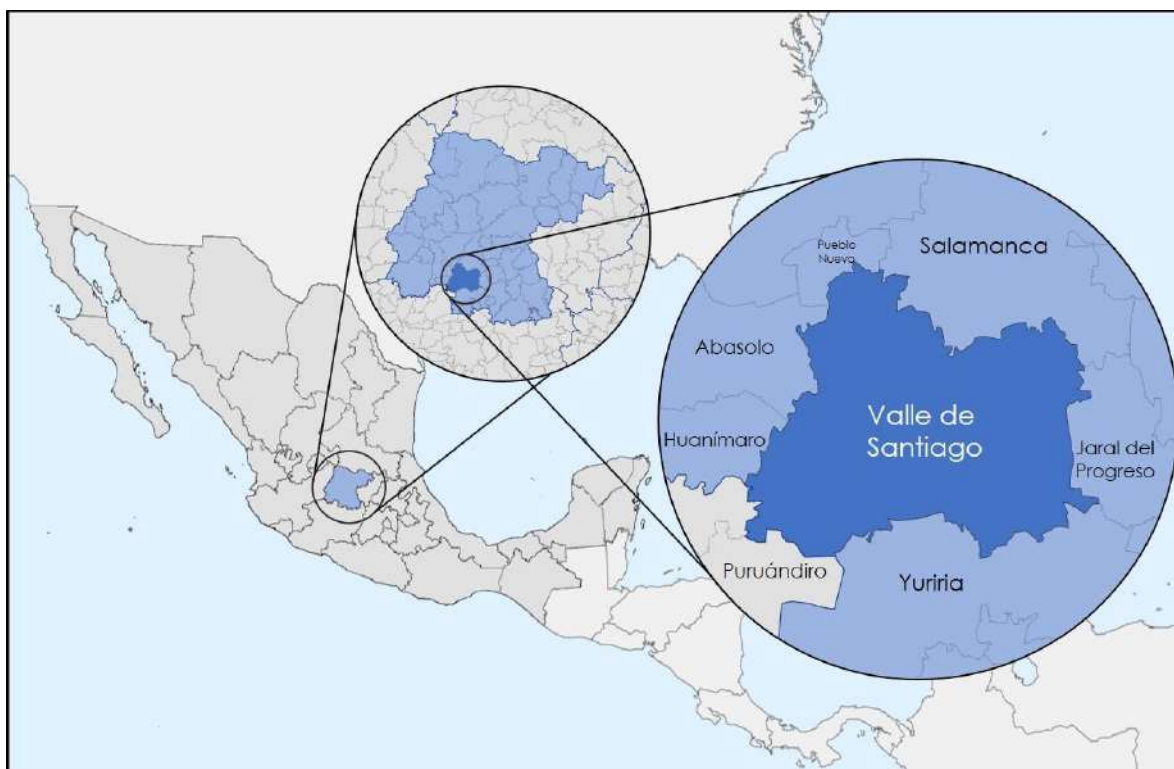 Pueblo
Nuevo
Salamanca
Abasolo
Valle de
Santiago
Huanímaro
Jaral del
Progreso
Puruándiro
Yuriria